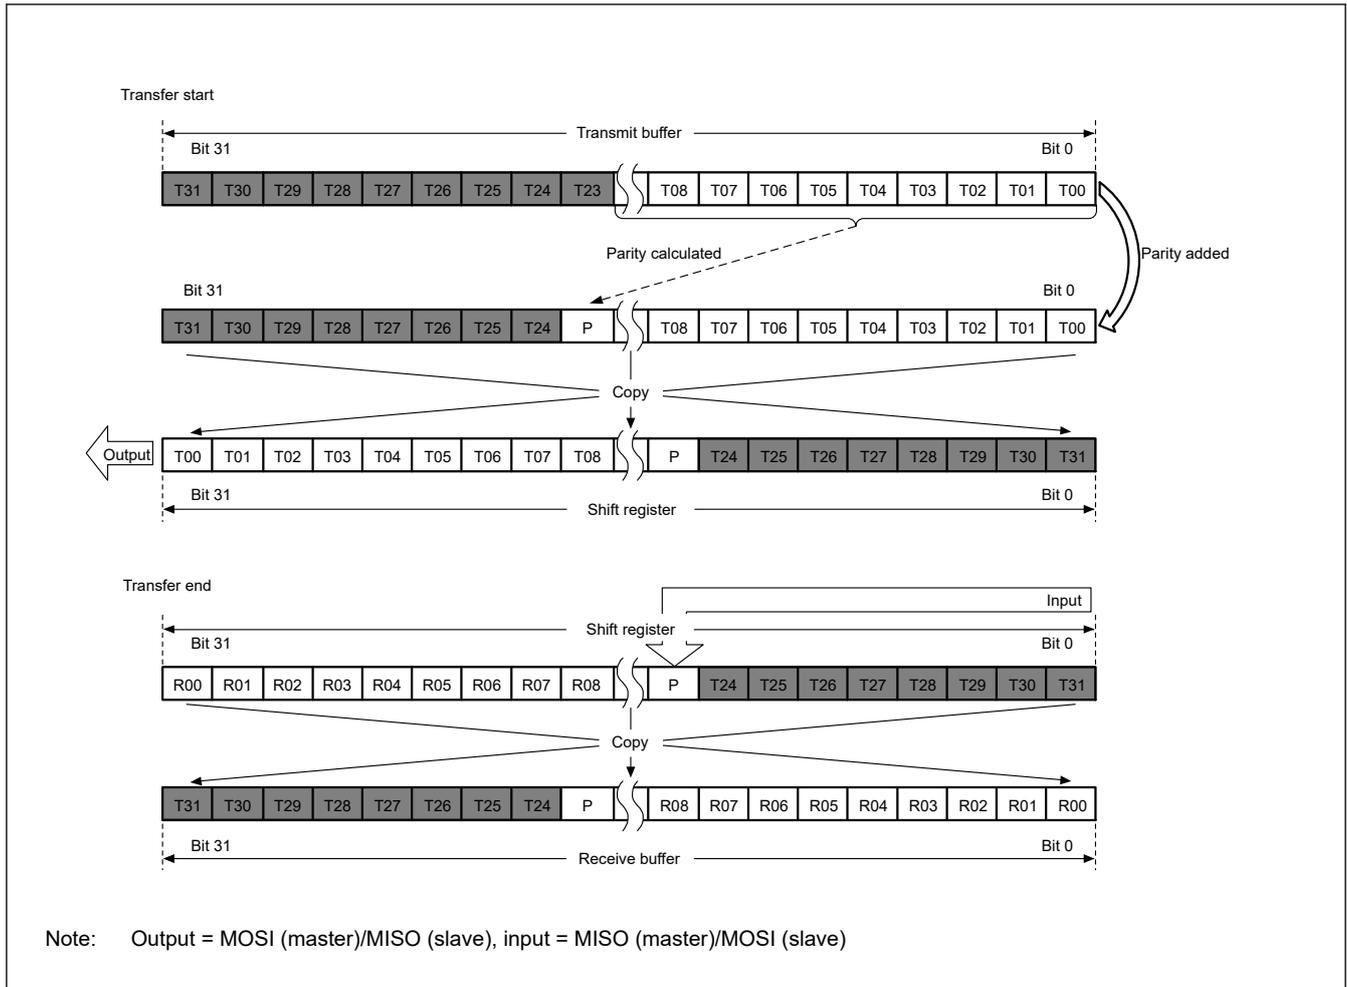 Transfer start
Transmit buffer
Bit 31 Bit 0
T31 T30 T29 T28 T27 T26 T25 T24 T23 T08 T07 T06 T05 T04 T03 T02 T01 T00
Parity calculated Parity added
Bit 31 Bit 0
T31 T30 T29 T28 T27 T26 T25 T24 P T08 T07 T06 T05 T04 T03 T02 T01 T00
Copy
Output T00 T01 T02 T03 T04 T05 T06 T07 T08 P T24 T25 T26 T27 T28 T29 T30 T31
Bit 31 Bit 0
Shift register
Transfer end
Input
Shift register
Bit 31 Bit 0
R00 R01 R02 R03 R04 R05 R06 R07 R08 P T24 T25 T26 T27 T28 T29 T30 T31
Copy
T31 T30 T29 T28 T27 T26 T25 T24 P R08 R07 R06 R05 R04 R03 R02 R01 R00
Bit 31 Bit 0
Receive buffer
Note: Output = MOSI (master)/MISO (slave), input = MISO (master)/MOSI (slave)